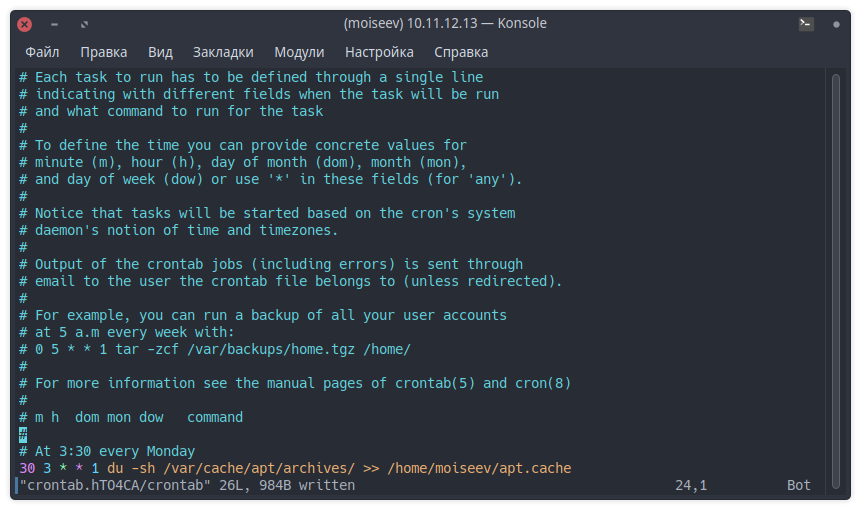 (moiseev) 10.11.12.13 — Konsole
Файл Правка Вид Закладки Модули Настройка Справка
# Each task to run has to be defined through a single line
# indicating with different fields when the task will be run
# and what command to run for the task
#
# To define the time you can provide concrete values for
# minute (m), hour (h), day of month (dom), month (mon),
# and day of week (dow) or use '*' in these fields (for 'any').
#
# Notice that tasks will be started based on the cron's system
# daemon's notion of time and timezones.
#
# Output of the crontab jobs (including errors) is sent through
# email to the user the crontab file belongs to (unless redirected).
#
# For example, you can run a backup of all your user accounts
# at 5 a.m every week with:
# 0 5 * * 1 tar -zcf /var/backups/home.tgz /home/
#
# For more information see the manual pages of crontab(5) and cron(8)
#
# m h  dom mon dow   command
#
# At 3:30 every Monday
30 3 * * 1 du -sh /var/cache/apt/archives/ >> /home/moiseev/apt.cache
"crontab.hTO4CA/crontab" 26L, 984B written 24,1 Bot